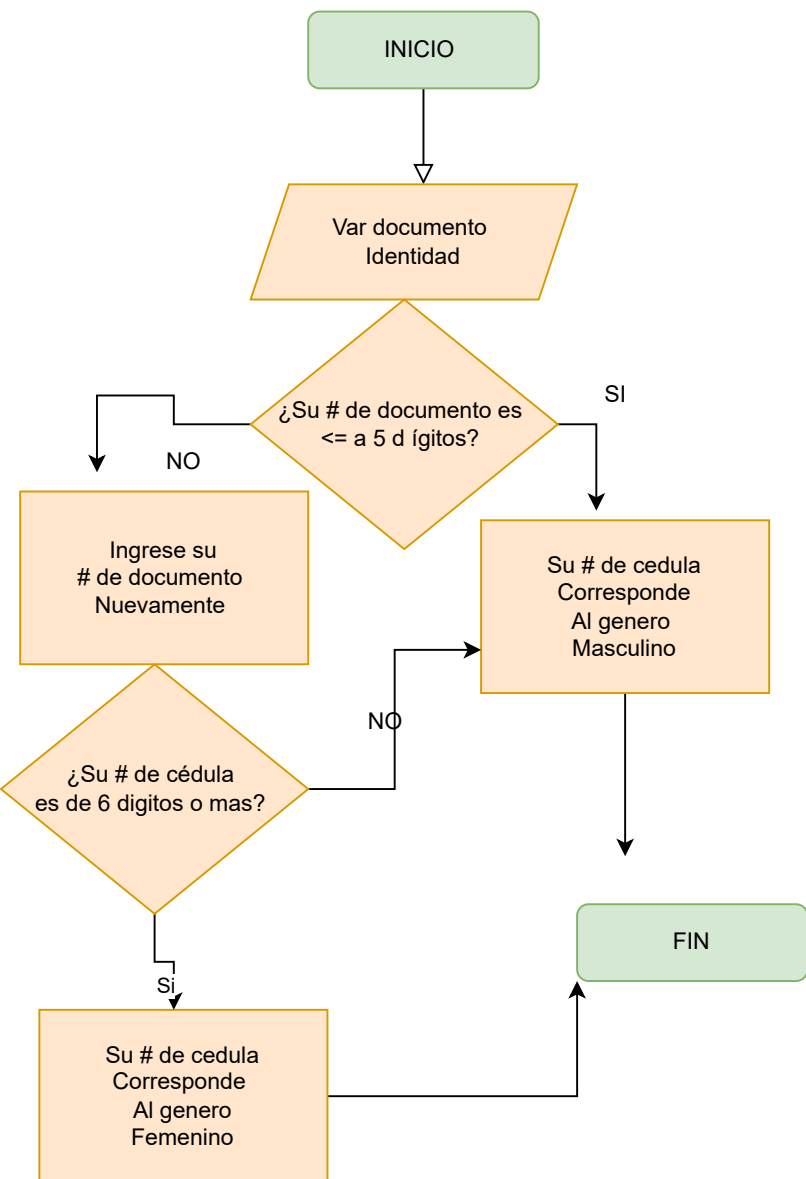 INICIO
Var documento
Identidad
¿Su # de documento es
<= a 5 d ígitos?
SI
NO
Ingrese su
# de documento
Nuevamente
Su # de cedula
Corresponde
Al genero
Masculino
NO
¿Su # de cédula
es de 6 digitos o mas?
FIN
Si
Su # de cedula
Corresponde
Al genero
Femenino